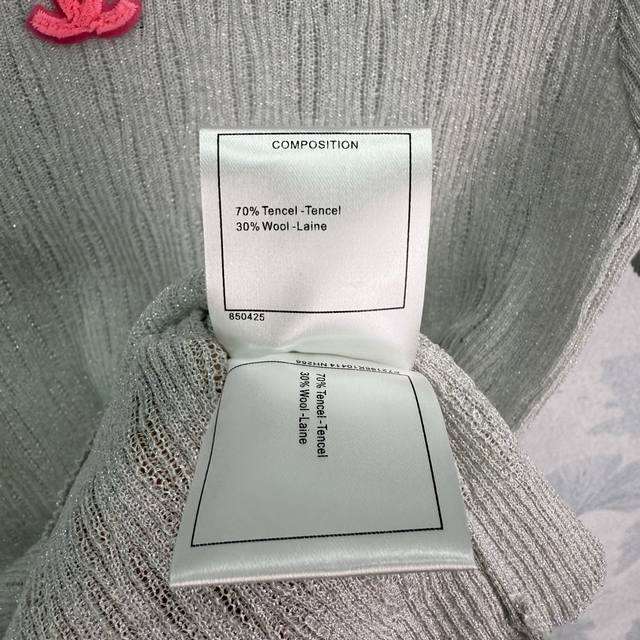 COMPOSITION
70% Tencel -Tencel
30% Wool -Laine
850425
70% Tencel -Tencel
30% Wool -Laine